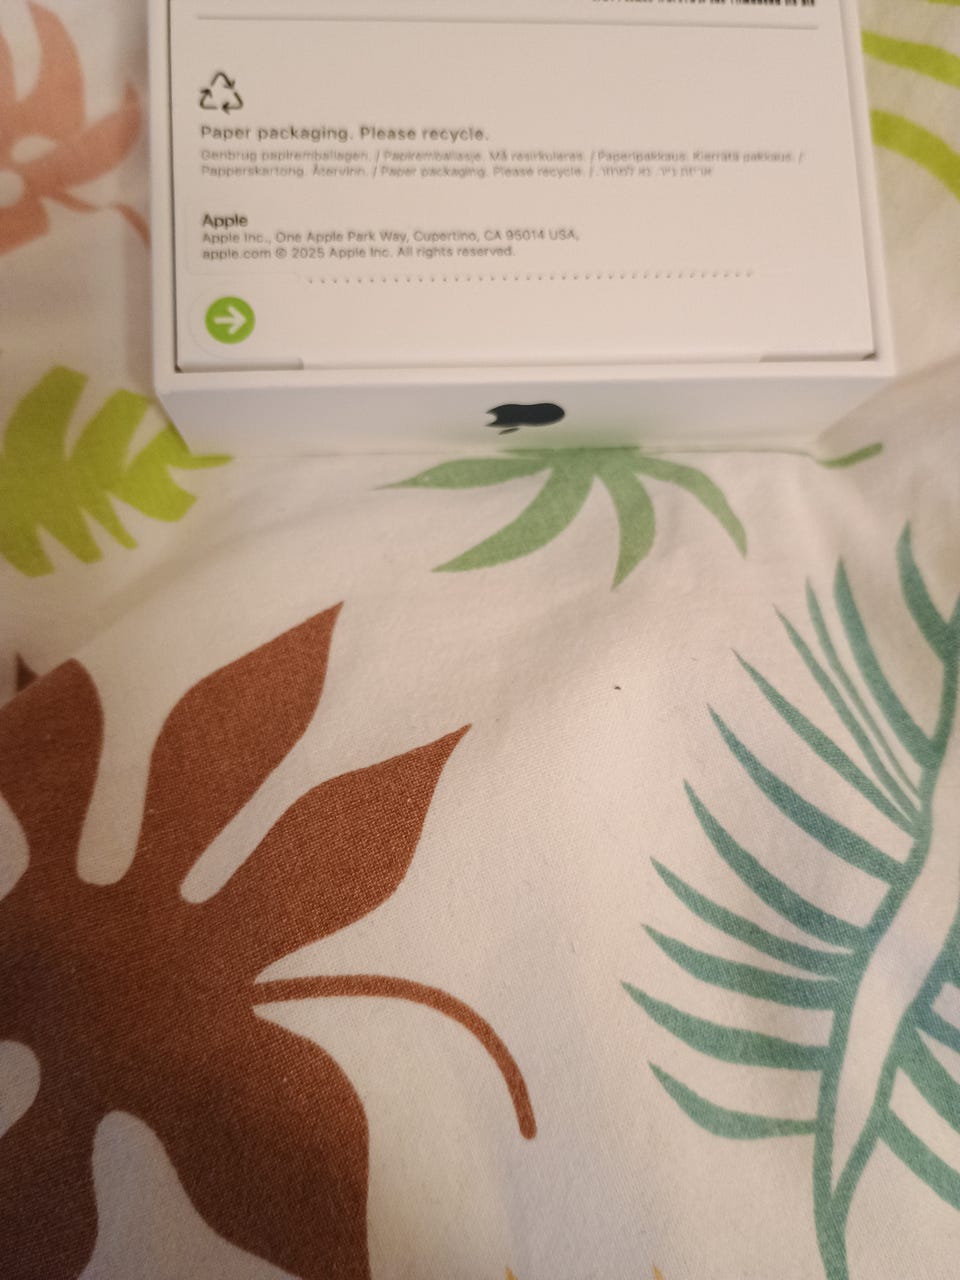 Paper packaging. Please recycle.
Genbrug papiremballagen. / Papiremballasje. Må resirkuleres. / Paperipakkaus. Kierrätä pakkaus. /
Papperskartong. Återvinn. / Paper packaging. Please recycle. /
Apple
Apple Inc., One Apple Park Way, Cupertino, CA 95014 USA,
apple.com © 2025 Apple Inc. All rights reserved.